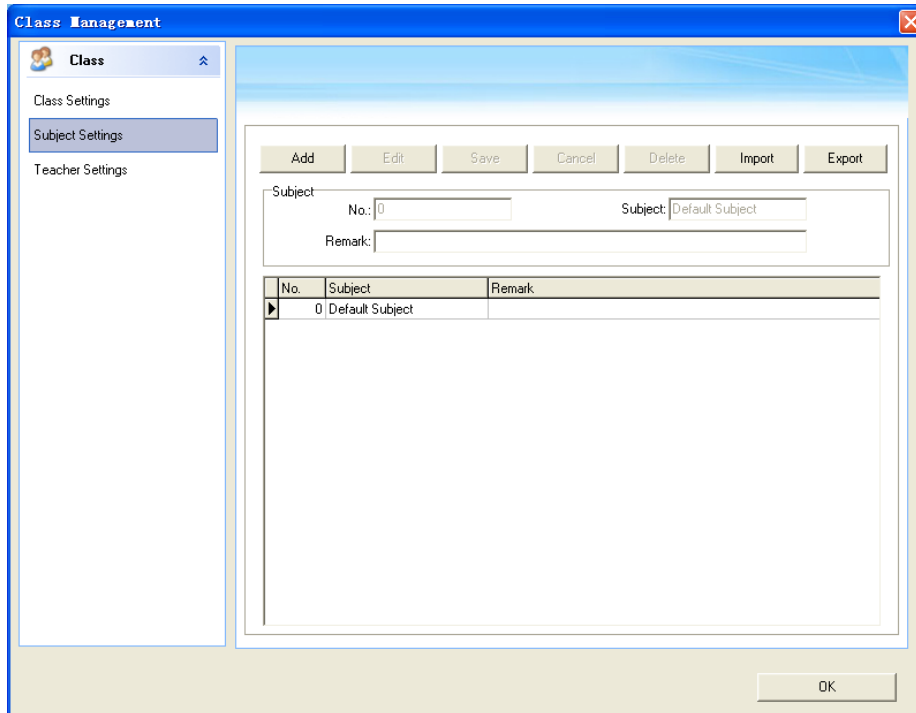 Class Management
Class
Class Settings
Subject Settings
Teacher Settings
Add Edit Save Cancel Delete Import Export
Subject
No.: 0 Subject: Default Subject
Remark:
No. Subject Remark
0 Default Subject
OK